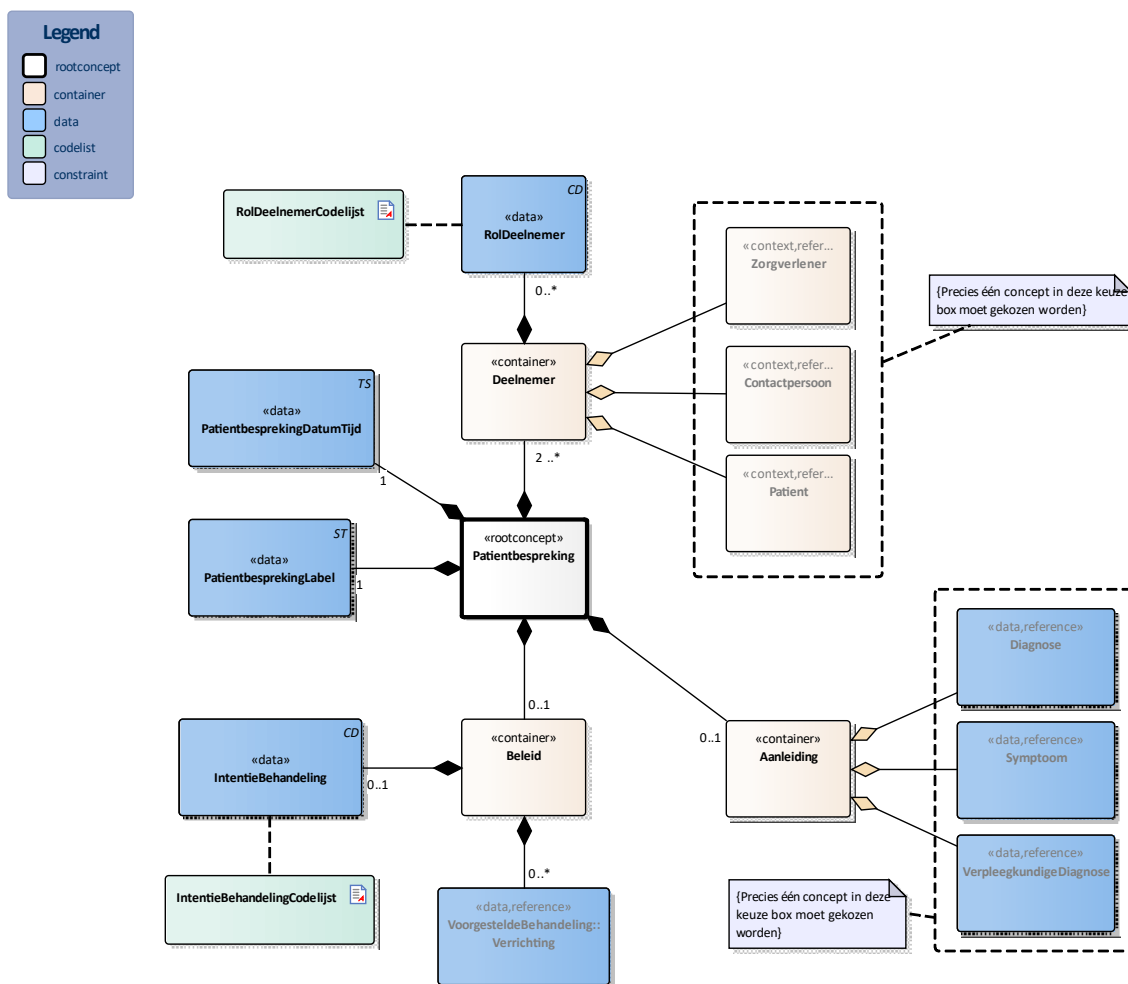 Legend
rootconcept
container
data
codelist
constraint
RolDeelnemerCodelijst
CD
«data»
RolDeelnemer
0..*
«context,refer...
Zorgverlener
{Precies één concept in deze keuze
box moet gekozen worden}
«container»
Deelnemer
«context,refer...
Contactpersoon
TS
«data»
PatientbesprekingDatumTijd
1
2 ..*
«context,refer...
Patient
ST
«data»
PatientbesprekingLabel
1
«rootconcept»
Patientbespreking
0..1
«data,reference»
Diagnose
CD
«data»
IntentieBehandeling
0..1
«container»
Beleid
0..1
«container»
Aanleiding
«data,reference»
Symptoom
«data,reference»
VerpleegkundigeDiagnose
0..*
IntentieBehandelingCodelijst
«data,reference»
VoorgesteldeBehandeling::
Verrichting
{Precies één concept in deze
keuze box moet gekozen
worden}